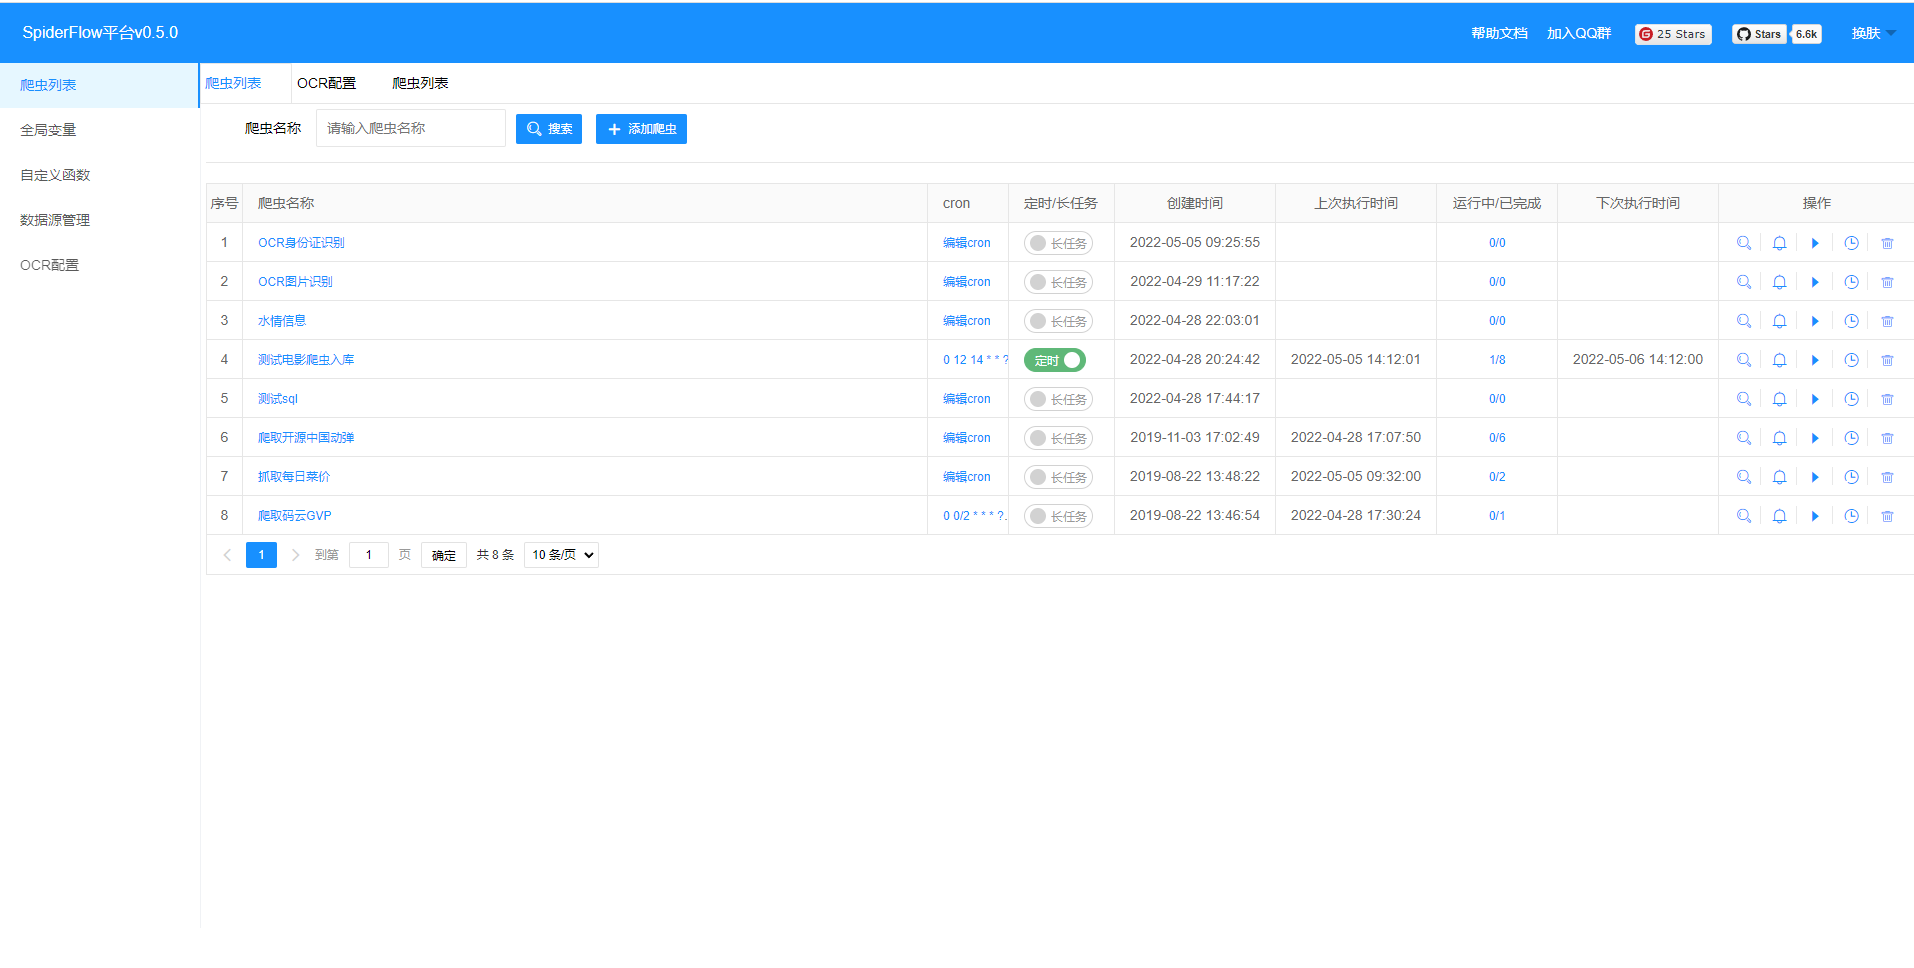 SpiderFlow平台v0.5.0
帮助文档 加入QQ群 25 Stars Stars 6.6k 换肤
爬虫列表
全局变量
自定义函数
数据源管理
OCR配置
爬虫列表 OCR配置 爬虫列表
爬虫名称 请输入爬虫名称 搜索 添加爬虫
序号 爬虫名称 cron 定时/长任务 创建时间 上次执行时间 运行中/已完成 下次执行时间 操作
1 OCR身份证识别 编辑cron 长任务 2022-05-05 09:25:55 0/0
2 OCR图片识别 编辑cron 长任务 2022-04-29 11:17:22 0/0
3 水情信息 编辑cron 长任务 2022-04-28 22:03:01 0/0
4 测试电影爬虫入库 0 12 14 * * ? 定时 2022-04-28 20:24:42 2022-05-05 14:12:01 1/8 2022-05-06 14:12:00
5 测试sql 编辑cron 长任务 2022-04-28 17:44:17 0/0
6 爬取开源中国动弹 编辑cron 长任务 2019-11-03 17:02:49 2022-04-28 17:07:50 0/6
7 抓取每日菜价 编辑cron 长任务 2019-08-22 13:48:22 2022-05-05 09:32:00 0/2
8 爬取码云GVP 0 0/2 * * * ?. 长任务 2019-08-22 13:46:54 2022-04-28 17:30:24 0/1
1 到第 1 页 确定 共 8 条 10 条/页